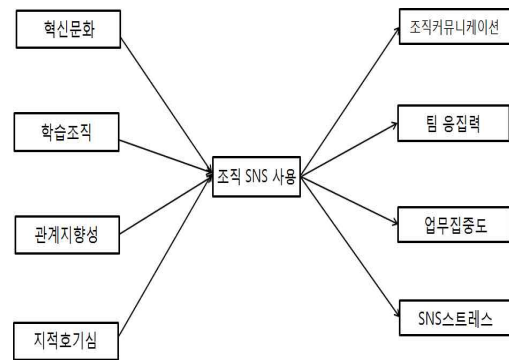 혁신문화
학습조직
관계지향성
지적호기심
조직 SNS 사용
조직커뮤니케이션
팀 응집력
업무집중도
SNS스트레스